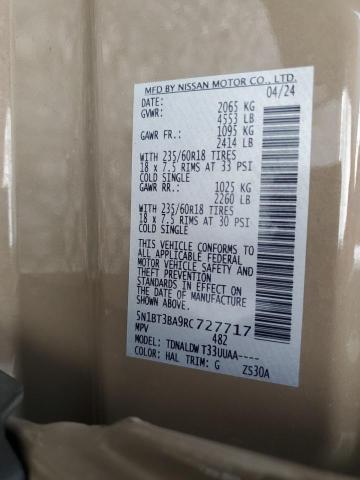 MFD BY NISSAN MOTOR CO., LTD.
DATE: 04/24
GVWR: 2065 KG
4553 LB
GAWR FR.: 1095 KG
2414 LB
WITH 235/60R18 TIRES
18 x 7.5 RIMS AT 33 PSI
COLD SINGLE
GAWR RR.: 1025 KG
2260 LB
WITH 235/60R18 TIRES
18 x 7.5 RIMS AT 30 PSI
COLD SINGLE
THIS VEHICLE CONFORMS TO
ALL APPLICABLE FEDERAL
MOTOR VEHICLE SAFETY AND
THEFT PREVENTION
STANDARDS IN EFFECT ON
THE DATE OF MANUFACTURE
SHOWN ABOVE.
5N1BT3BA9RC727717
MPV 482
MODEL: TDNALDW T33UUAA----
COLOR: HAL TRIM: G Z530A